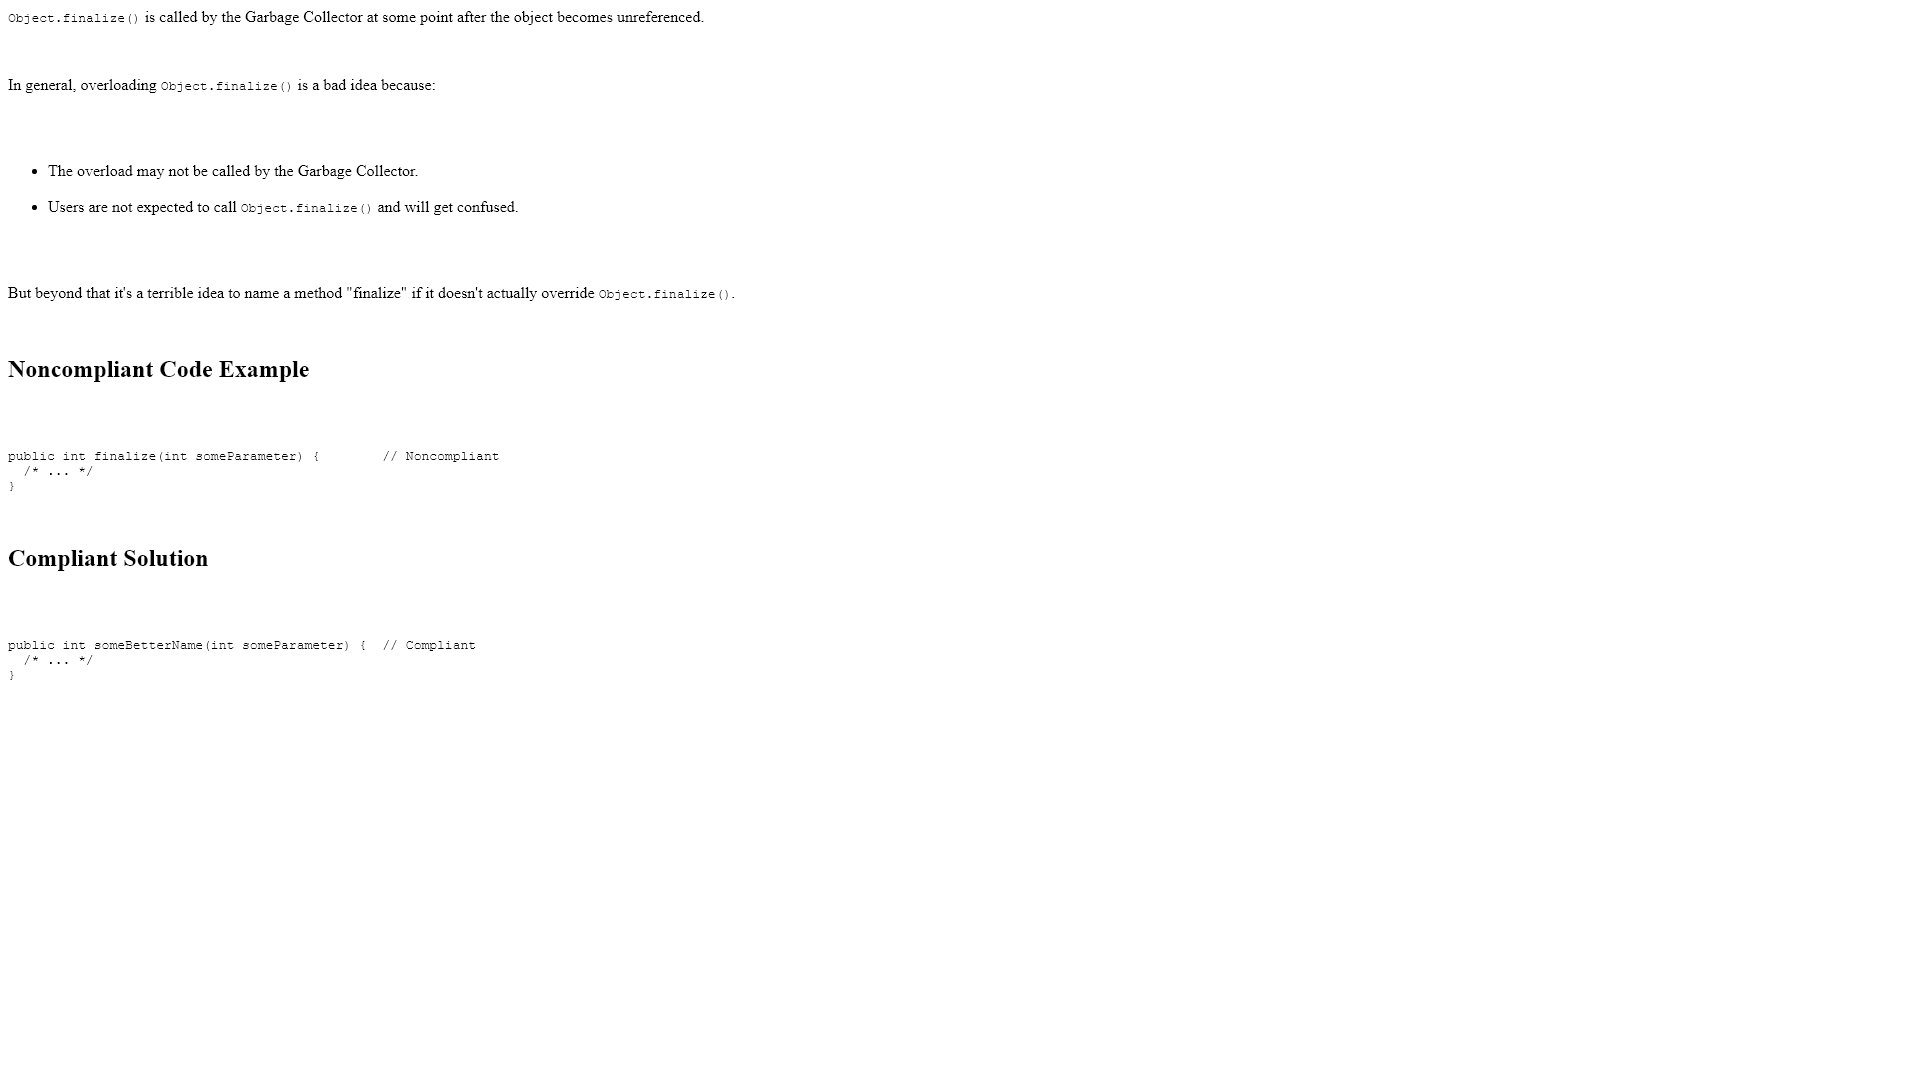 Object.finalize() is called by the Garbage Collector at some point after the object becomes unreferenced.
In general, overloading Object.finalize() is a bad idea because:
• The overload may not be called by the Garbage Collector.
• Users are not expected to call Object.finalize() and will get confused.
But beyond that it's a terrible idea to name a method "finalize" if it doesn't actually override Object.finalize().
Noncompliant Code Example
public int finalize(int someParameter) {        // Noncompliant
  /* ... */
}
Compliant Solution
public int someBetterName(int someParameter) {  // Compliant
  /* ... */
}